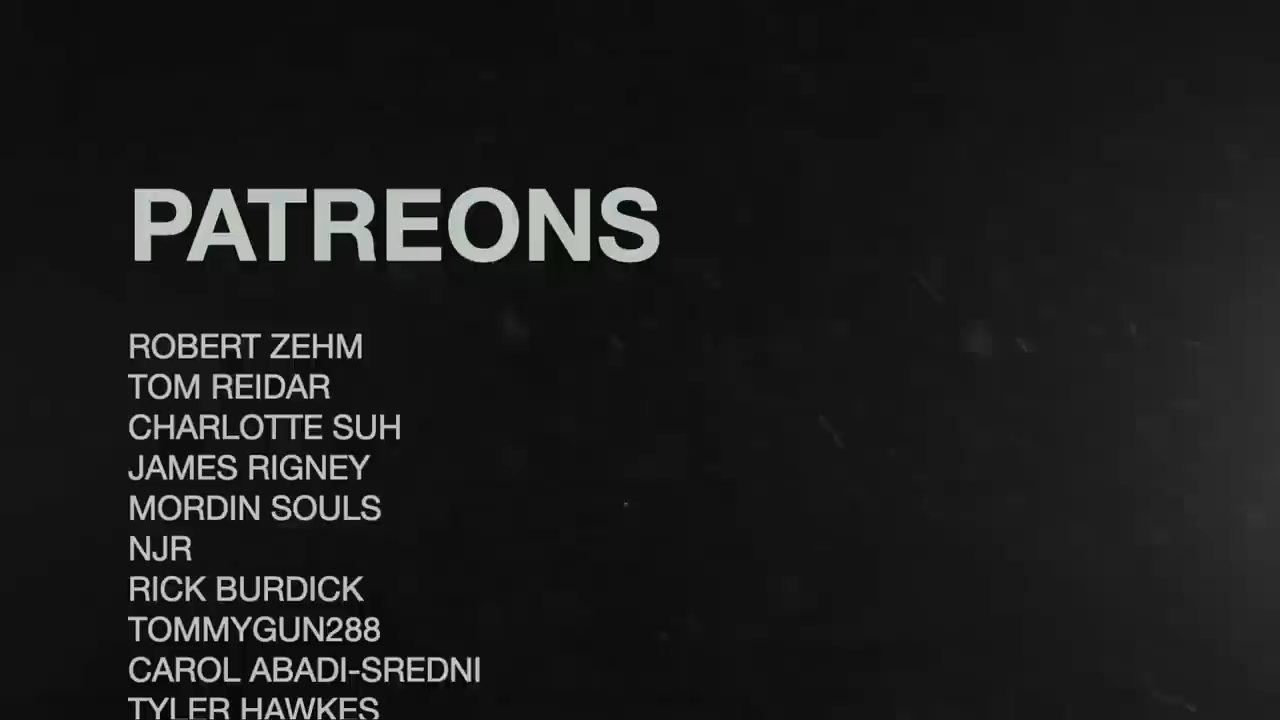 PATREONS
ROBERT ZEHM
TOM REIDAR
CHARLOTTE SUH
JAMES RIGNEY
MORDIN SOULS
NJR
RICK BURDICK
TOMMYGUN288
CAROL ABADI-SREDNI
TYLER HAWKES